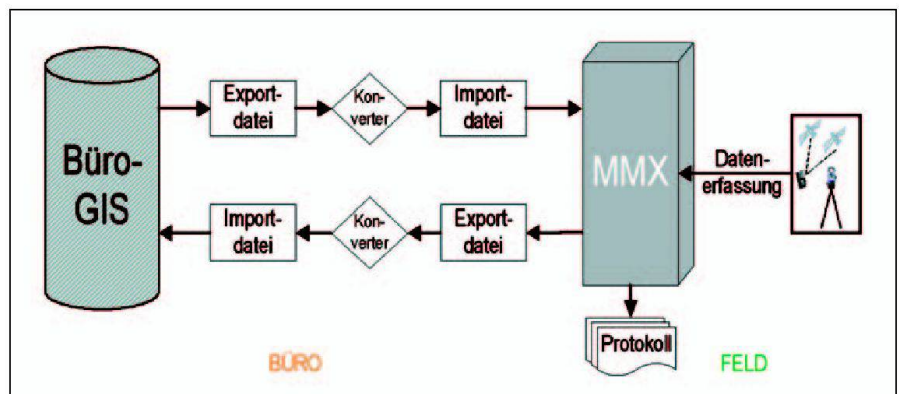 Büro-
GIS
Export-
datei
Kon-
verter
Import-
datei
MMX
Daten-
erfassung
Import-
datei
Kon-
verter
Export-
datei
Protokoll
BÜRO
FELD